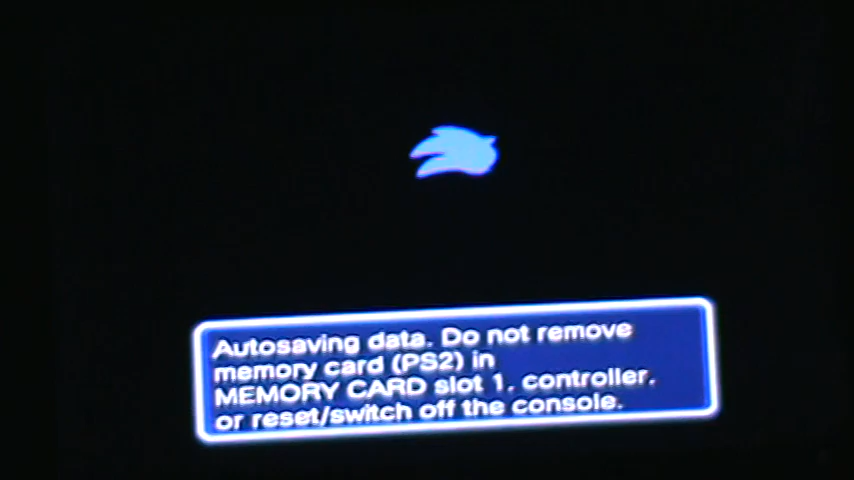 Autosaving data. Do not remove
memory card (PS2) in
MEMORY CARD slot 1, controller,
or reset/switch off the console.